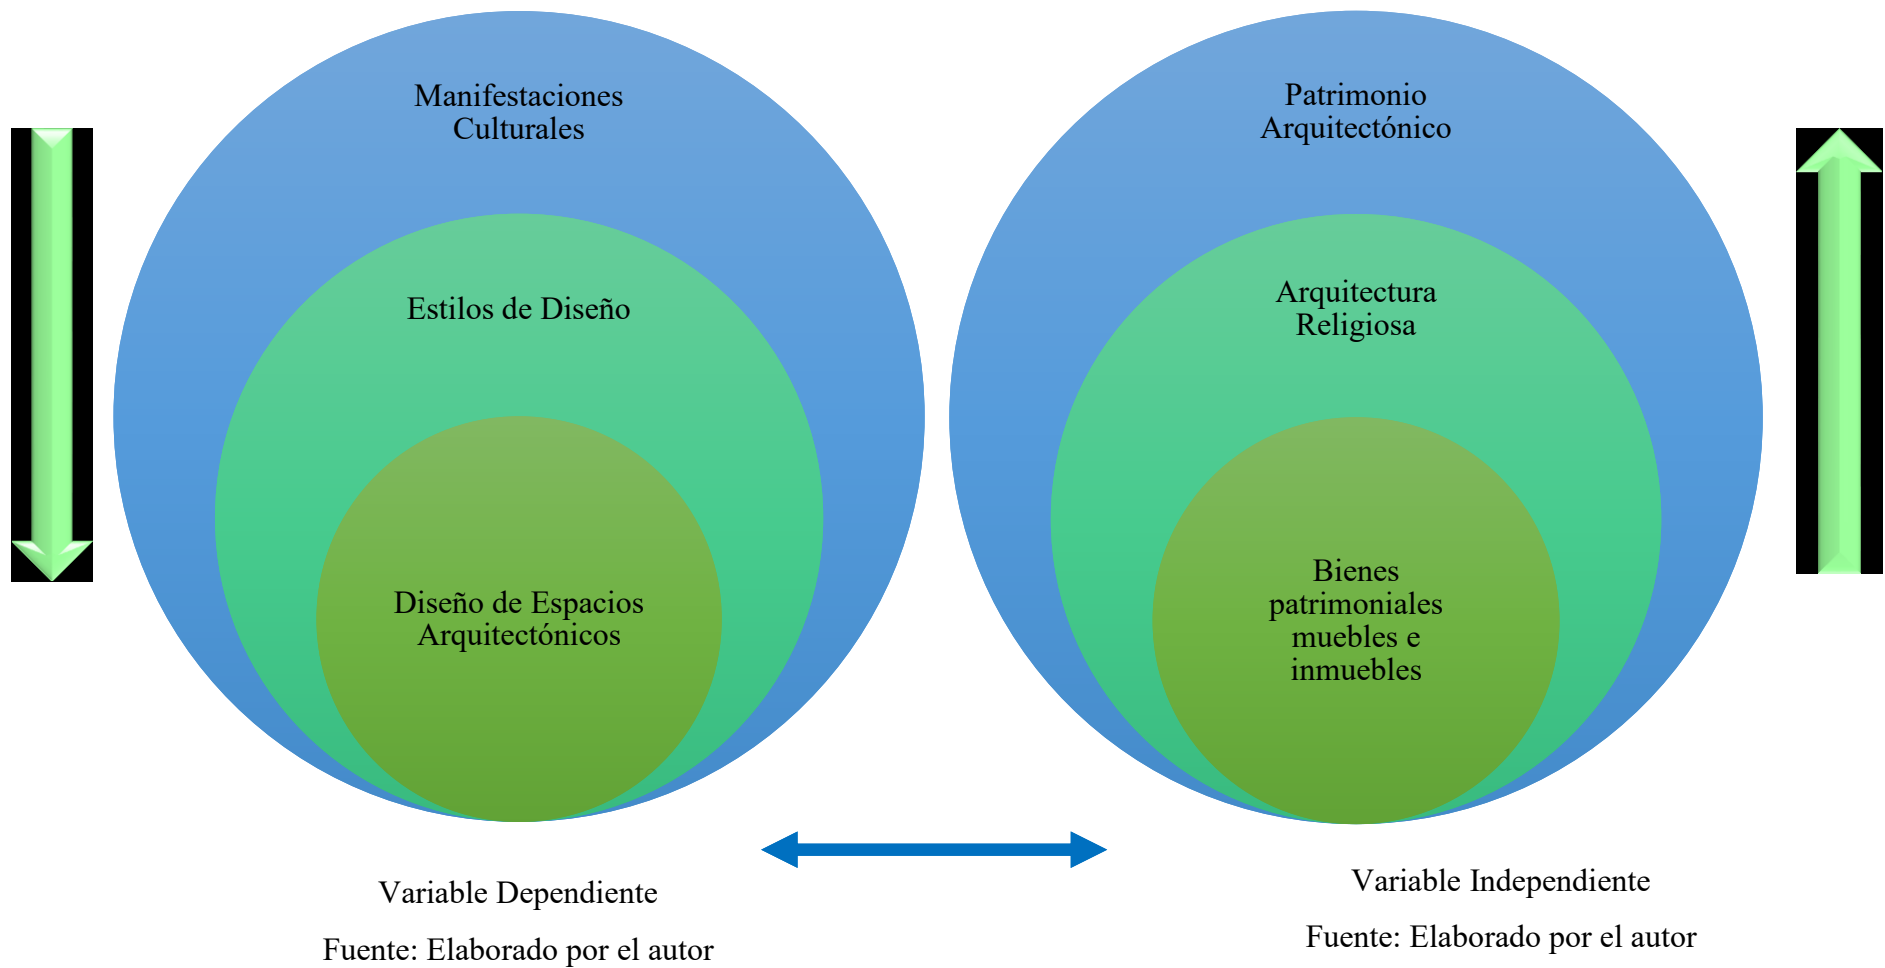 Manifestaciones
Culturales
Estilos de Diseño
Diseño de Espacios
Arquitectónicos
Variable Dependiente
Fuente: Elaborado por el autor
Patrimonio
Arquitectónico
Arquitectura
Religiosa
Bienes
patrimoniales
muebles e
inmuebles
Variable Independiente
Fuente: Elaborado por el autor